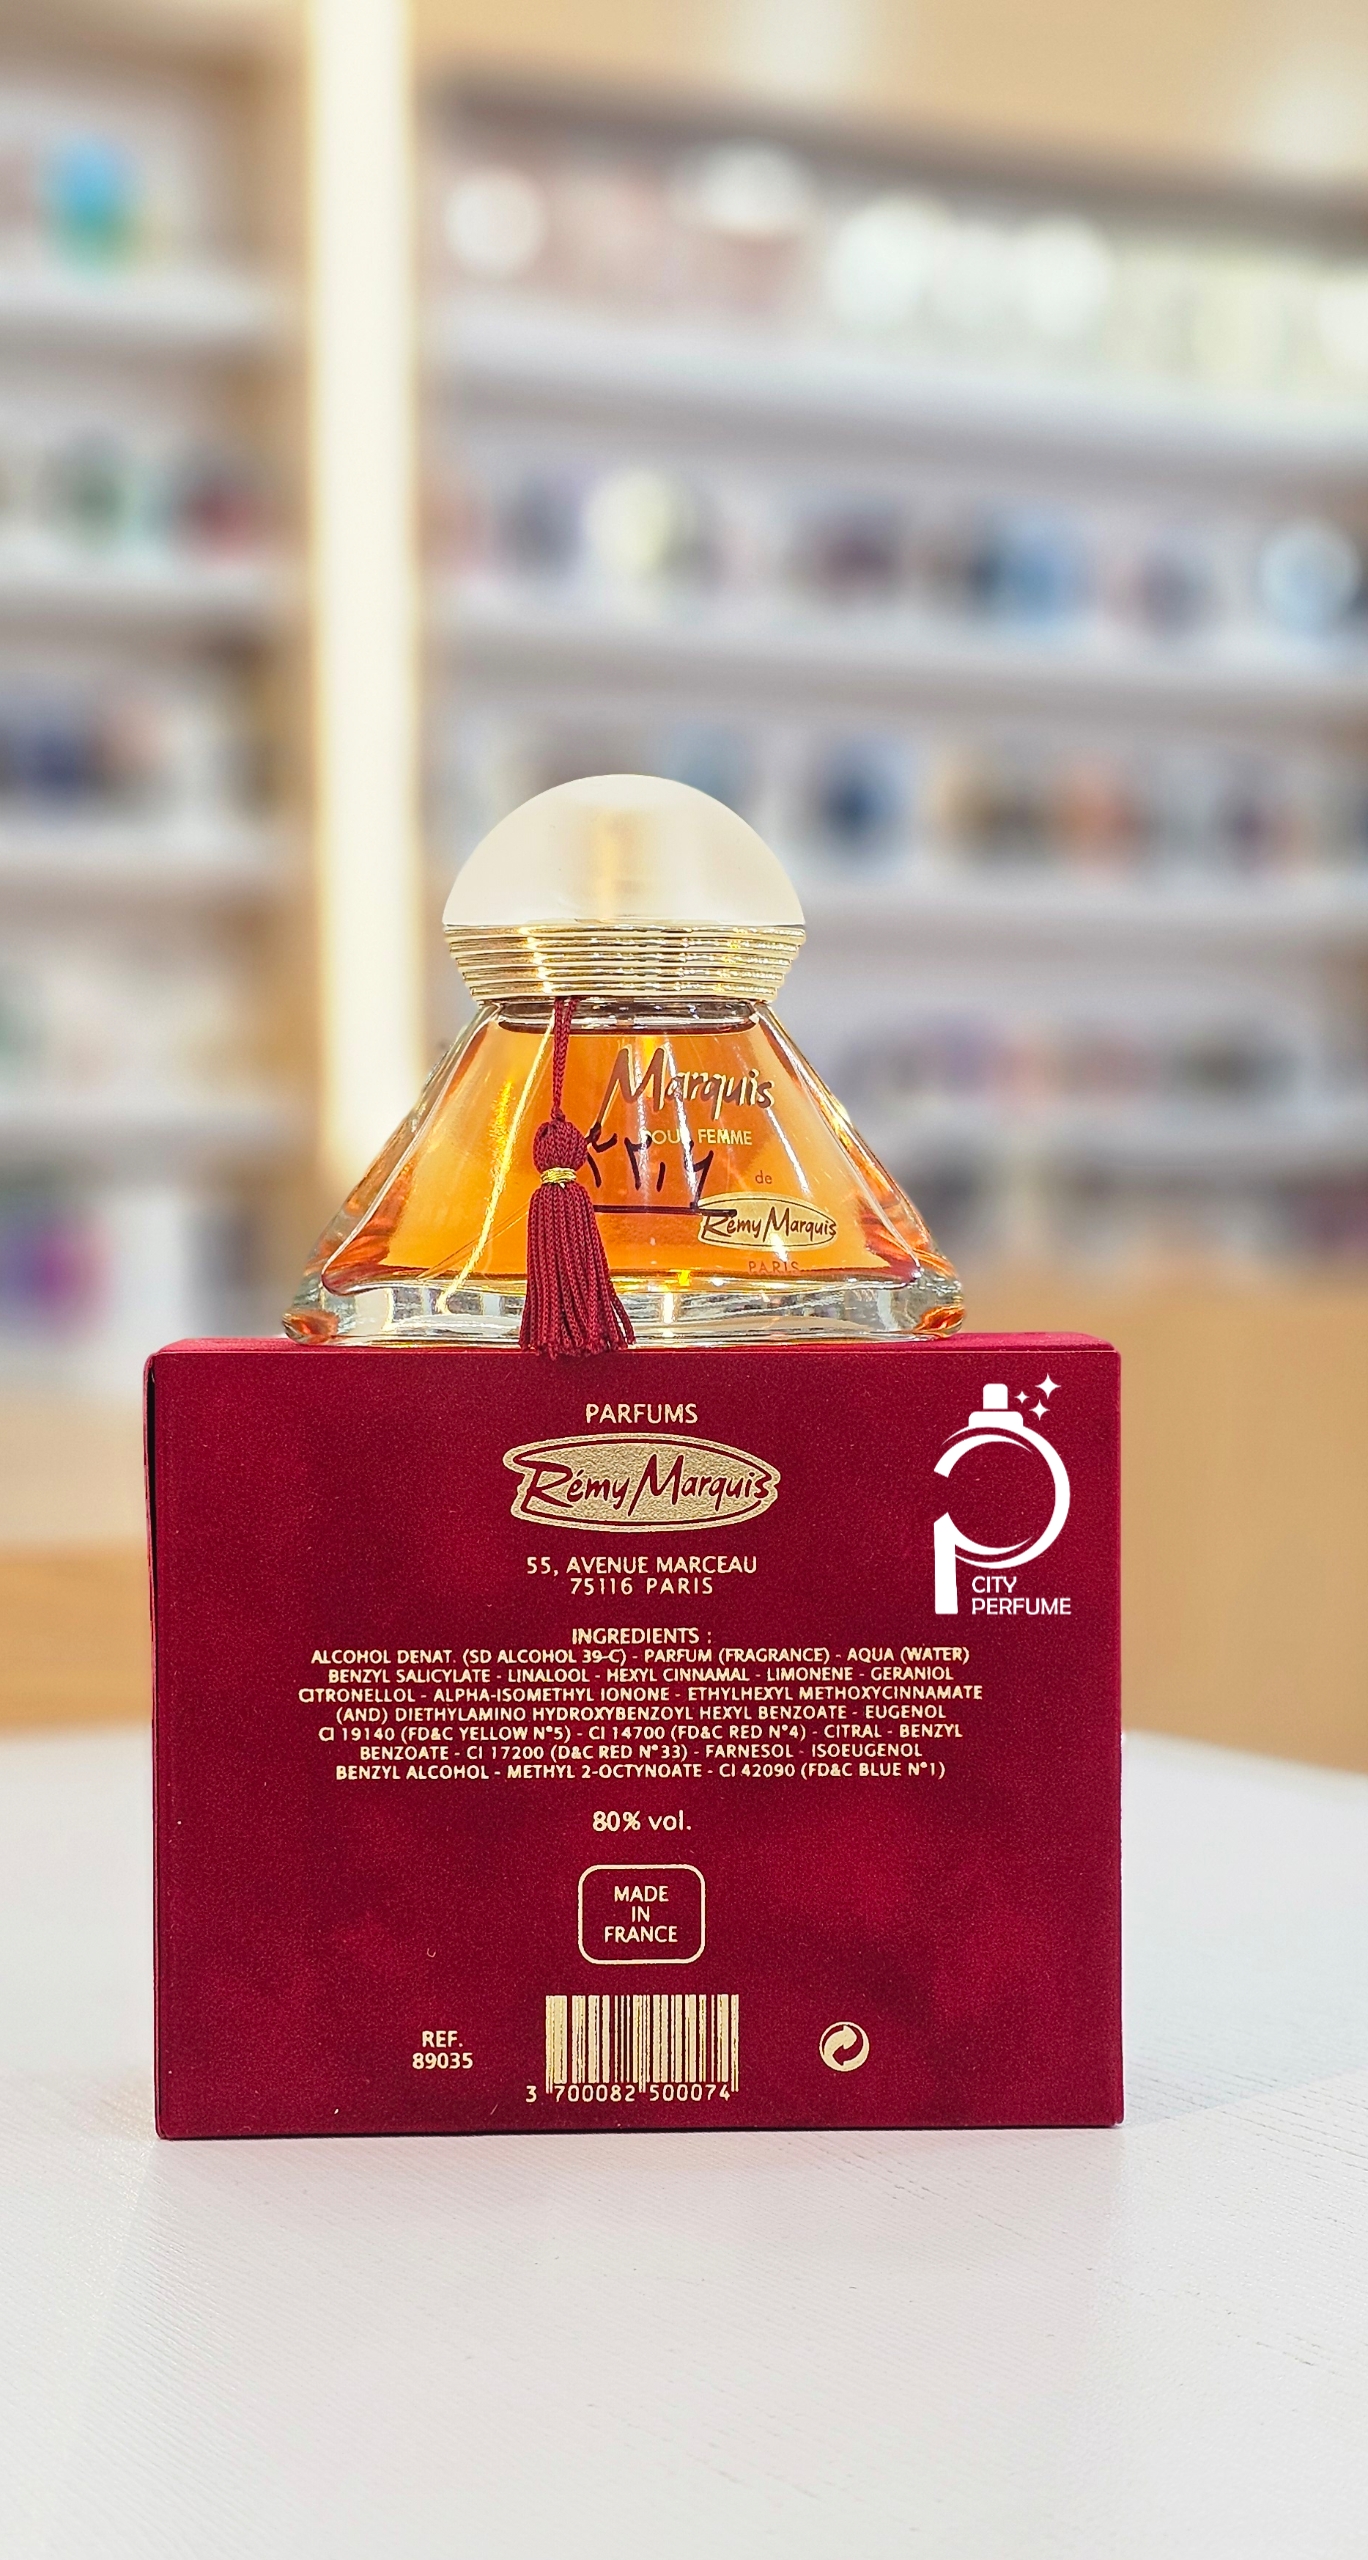 Marquis
POUR FEMME
de
Rémy Marquis
PARIS
PARFUMS
Rémy Marquis
55, AVENUE MARCEAU
75116 PARIS
CITY
PERFUME
INGREDIENTS :
ALCOHOL DENAT. (SD ALCOHOL 39-C) - PARFUM (FRAGRANCE) - AQUA (WATER)
BENZYL SALICYLATE - LINALOOL - HEXYL CINNAMAL - LIMONENE - GERANIOL
CITRONELLOL - ALPHA-ISOMETHYL IONONE - ETHYLHEXYL METHOXYCINNAMATE
(AND) DIETHYLAMINO HYDROXYBENZOYL HEXYL BENZOATE - EUGENOL
CI 19140 (FD&C YELLOW N°5) - CI 14700 (FD&C RED N°4) - CITRAL - BENZYL
BENZOATE - CI 17200 (D&C RED N°33) - FARNESOL - ISOEUGENOL
BENZYL ALCOHOL - METHYL 2-OCTYNOATE - CI 42090 (FD&C BLUE N°1)
80% vol.
MADE
IN
FRANCE
REF.
89035
3 700082 500074